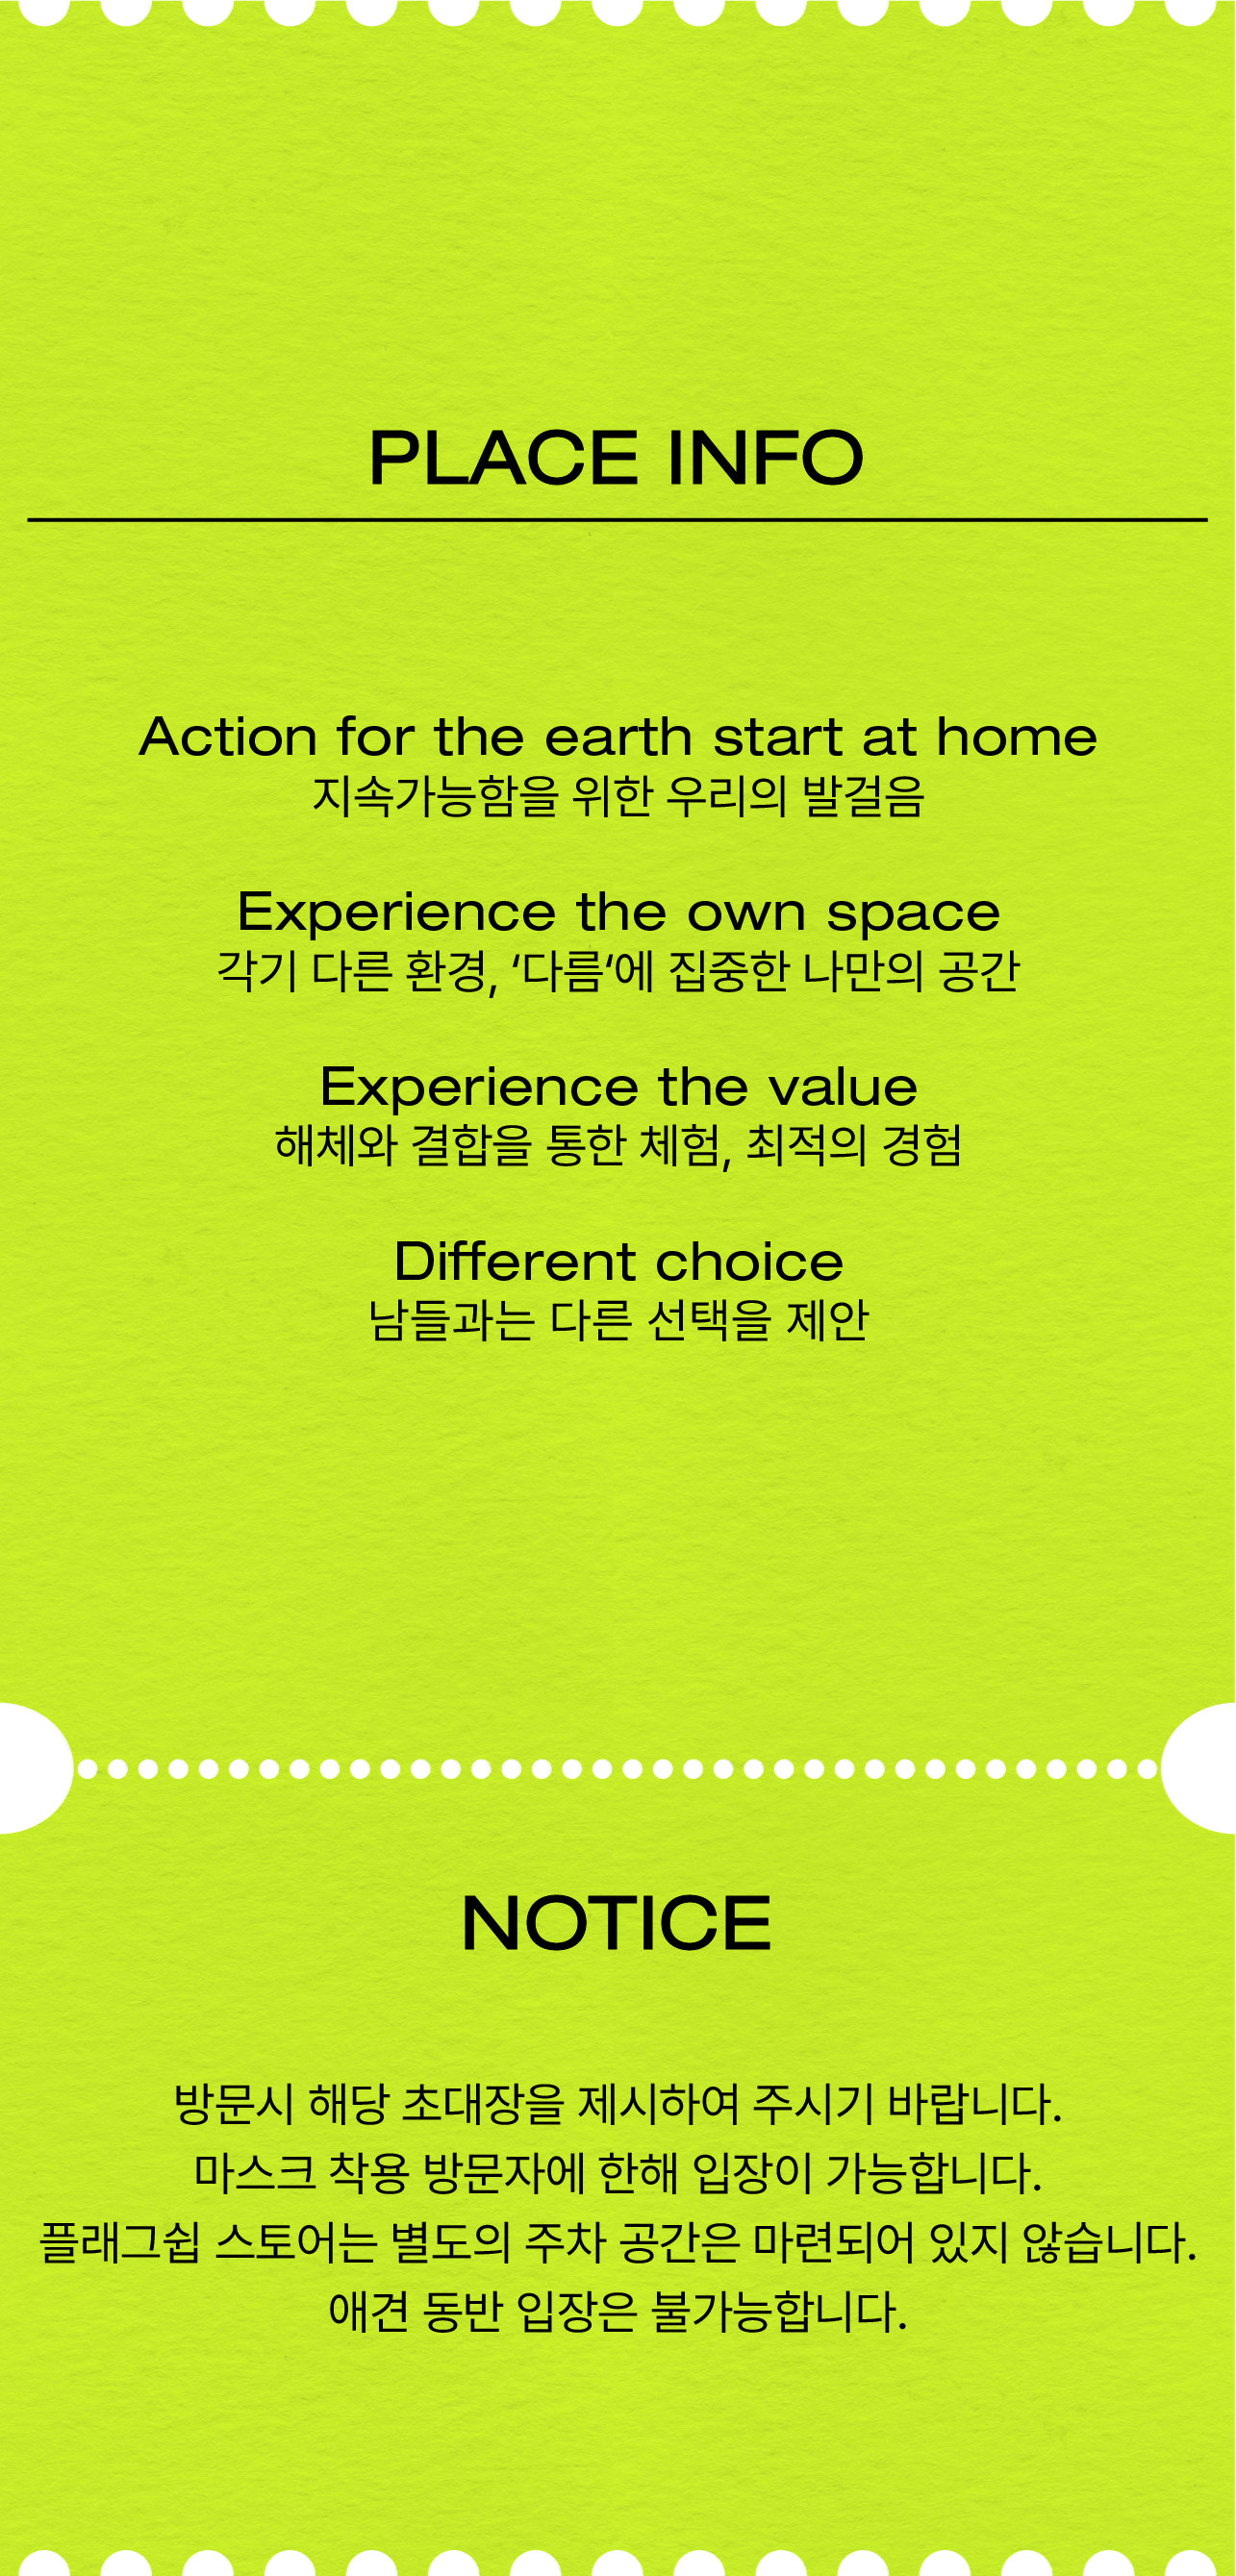 PLACE INFO
Action for the earth start at home
지속가능함을 위한 우리의 발걸음
Experience the own space
각기 다른 환경, ‘다름‘에 집중한 나만의 공간
Experience the value
해체와 결합을 통한 체험, 최적의 경험
Different choice
남들과는 다른 선택을 제안
NOTICE
방문시 해당 초대장을 제시하여 주시기 바랍니다.
마스크 착용 방문자에 한해 입장이 가능합니다.
플래그쉽 스토어는 별도의 주차 공간은 마련되어 있지 않습니다.
애견 동반 입장은 불가능합니다.